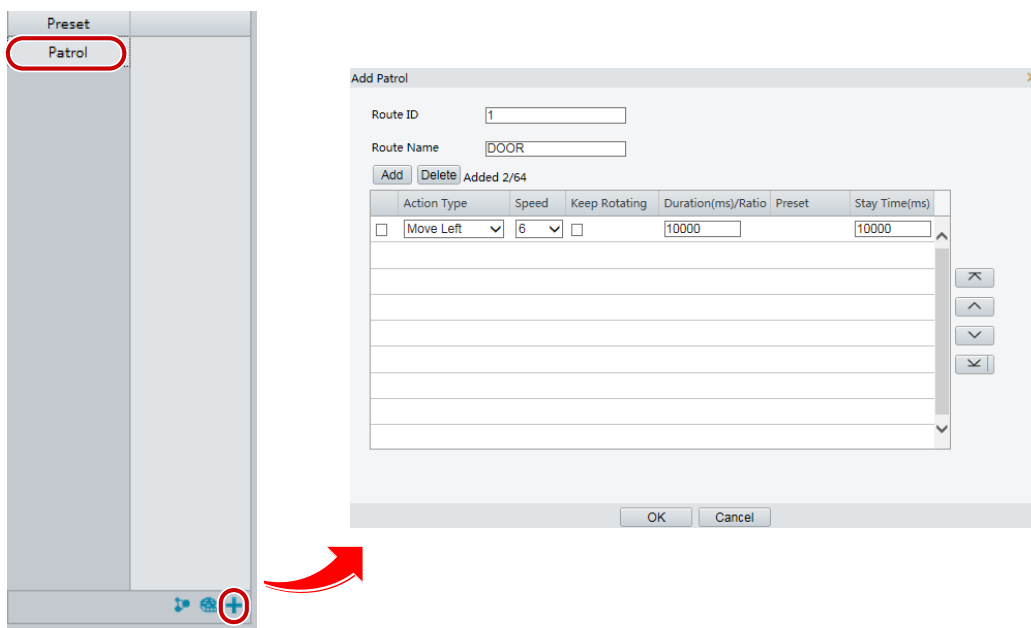 Preset
Patrol
Add Patrol
Route ID 1
Route Name DOOR
Add Delete Added 2/64
Action Type Speed Keep Rotating Duration(ms)/Ratio Preset Stay Time(ms)
Move Left 6 10000 10000
OK Cancel